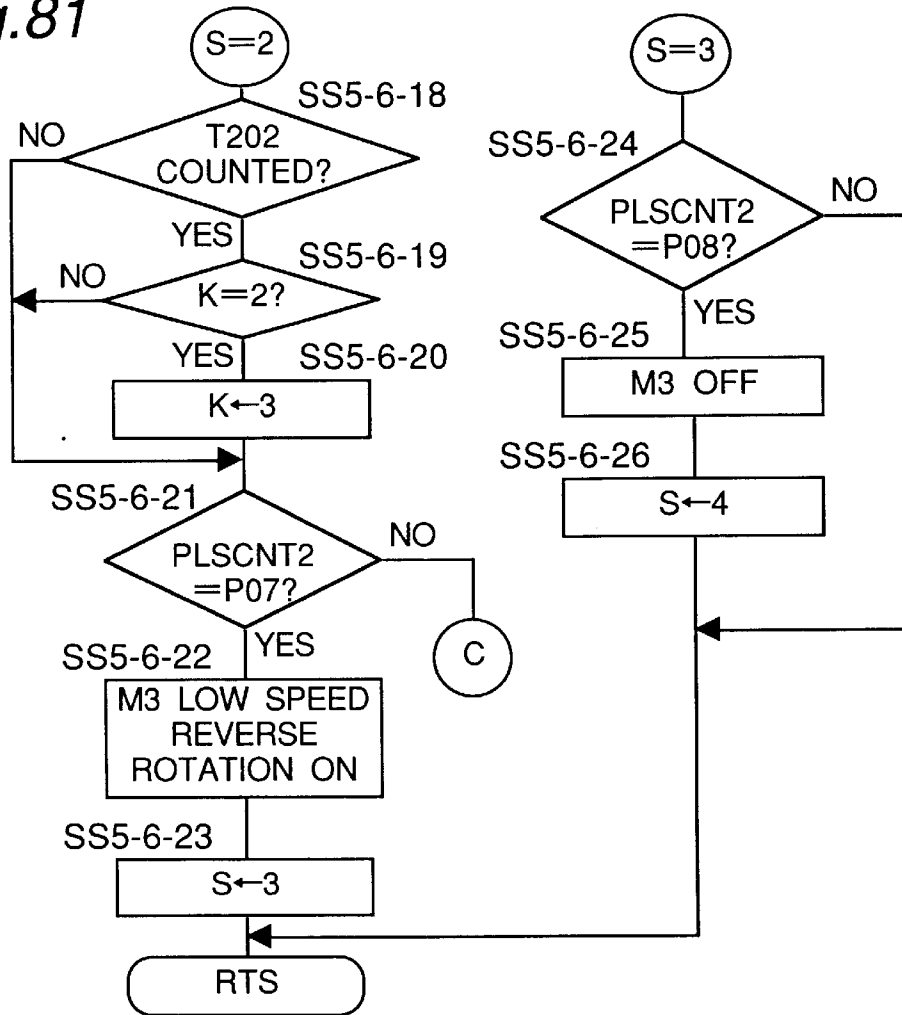 g.81
S=2
SS5-6-18
NO
T202
COUNTED?
YES
SS5-6-19
NO
K=2?
YES
SS5-6-20
K←3
SS5-6-21
NO
PLSCNT2
=P07?
YES
C
SS5-6-22
M3 LOW SPEED
REVERSE
ROTATION ON
SS5-6-23
S←3
RTS
S=3
SS5-6-24
NO
PLSCNT2
=P08?
YES
SS5-6-25
M3 OFF
SS5-6-26
S←4